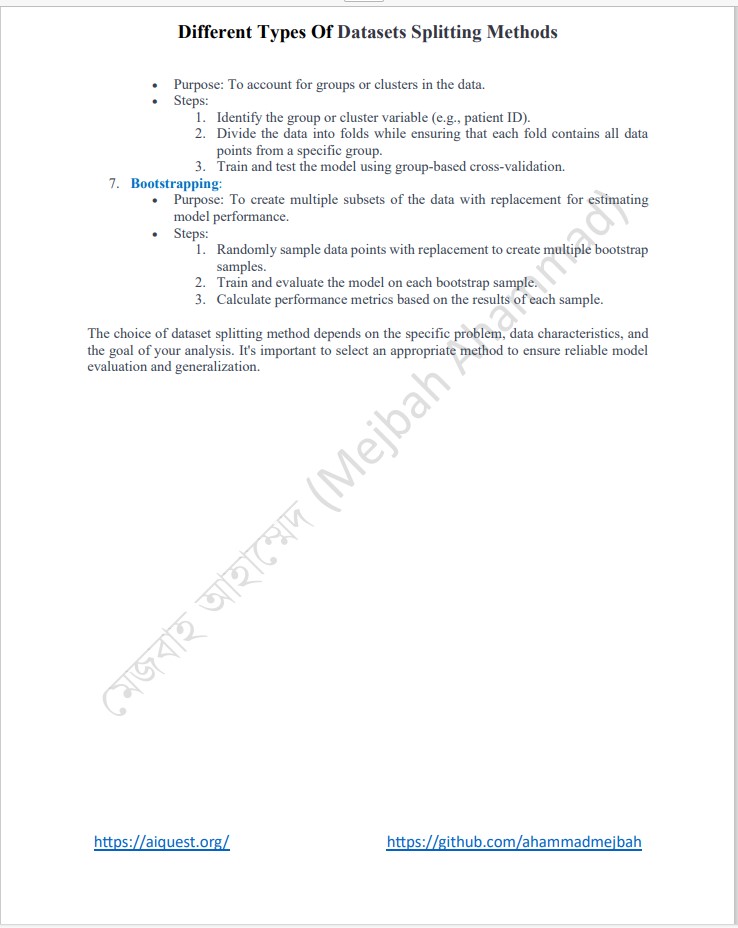 Different Types Of Datasets Splitting Methods
• Purpose: To account for groups or clusters in the data.
• Steps:
1. Identify the group or cluster variable (e.g., patient ID).
2. Divide the data into folds while ensuring that each fold contains all data
points from a specific group.
3. Train and test the model using group-based cross-validation.
7. Bootstrapping:
• Purpose: To create multiple subsets of the data with replacement for estimating
model performance.
• Steps:
1. Randomly sample data points with replacement to create multiple bootstrap
samples.
2. Train and evaluate the model on each bootstrap sample.
3. Calculate performance metrics based on the results of each sample.
The choice of dataset splitting method depends on the specific problem, data characteristics, and
the goal of your analysis. It's important to select an appropriate method to ensure reliable model
evaluation and generalization.
মেজবাহ আহাম্মেদ (Mejbah Ahammad)
https://aiquest.org/ https://github.com/ahammadmejbah